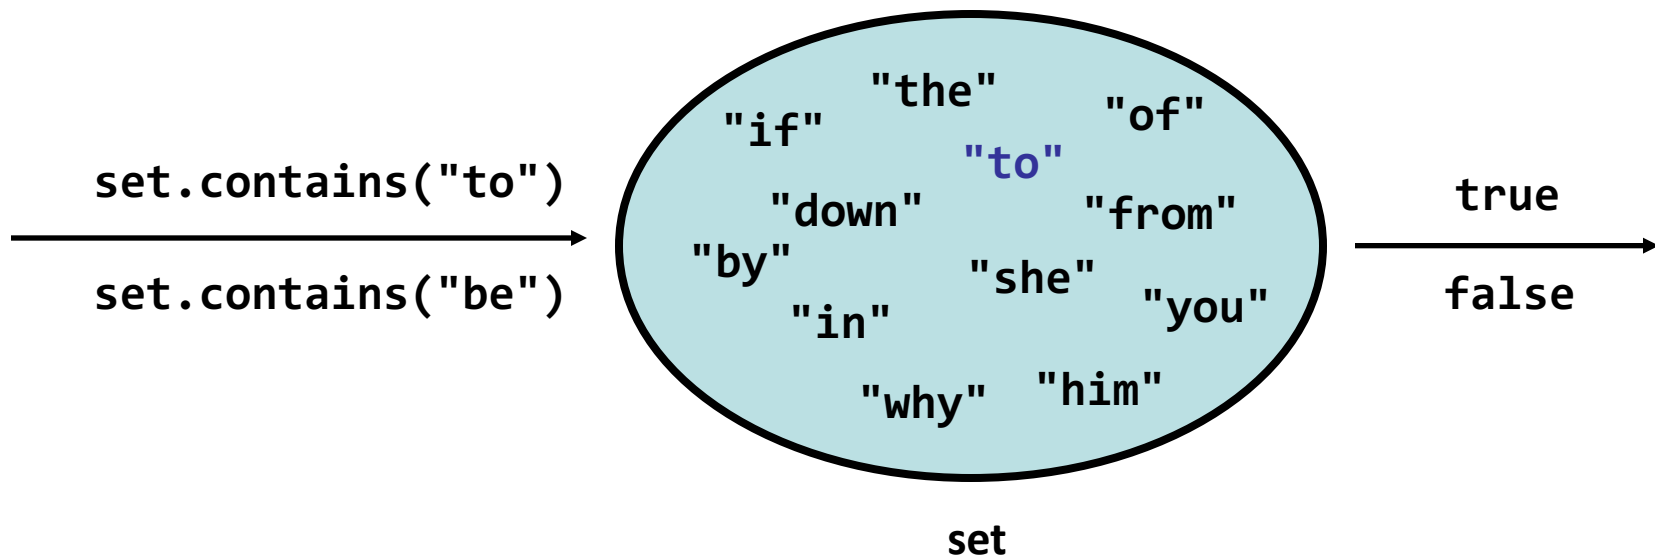 set.contains("to")
set.contains("be")
"the"
"of"
"if"
"to"
"down"
"from"
"by"
"she"
"you"
"in"
"him"
"why"
true
false
set